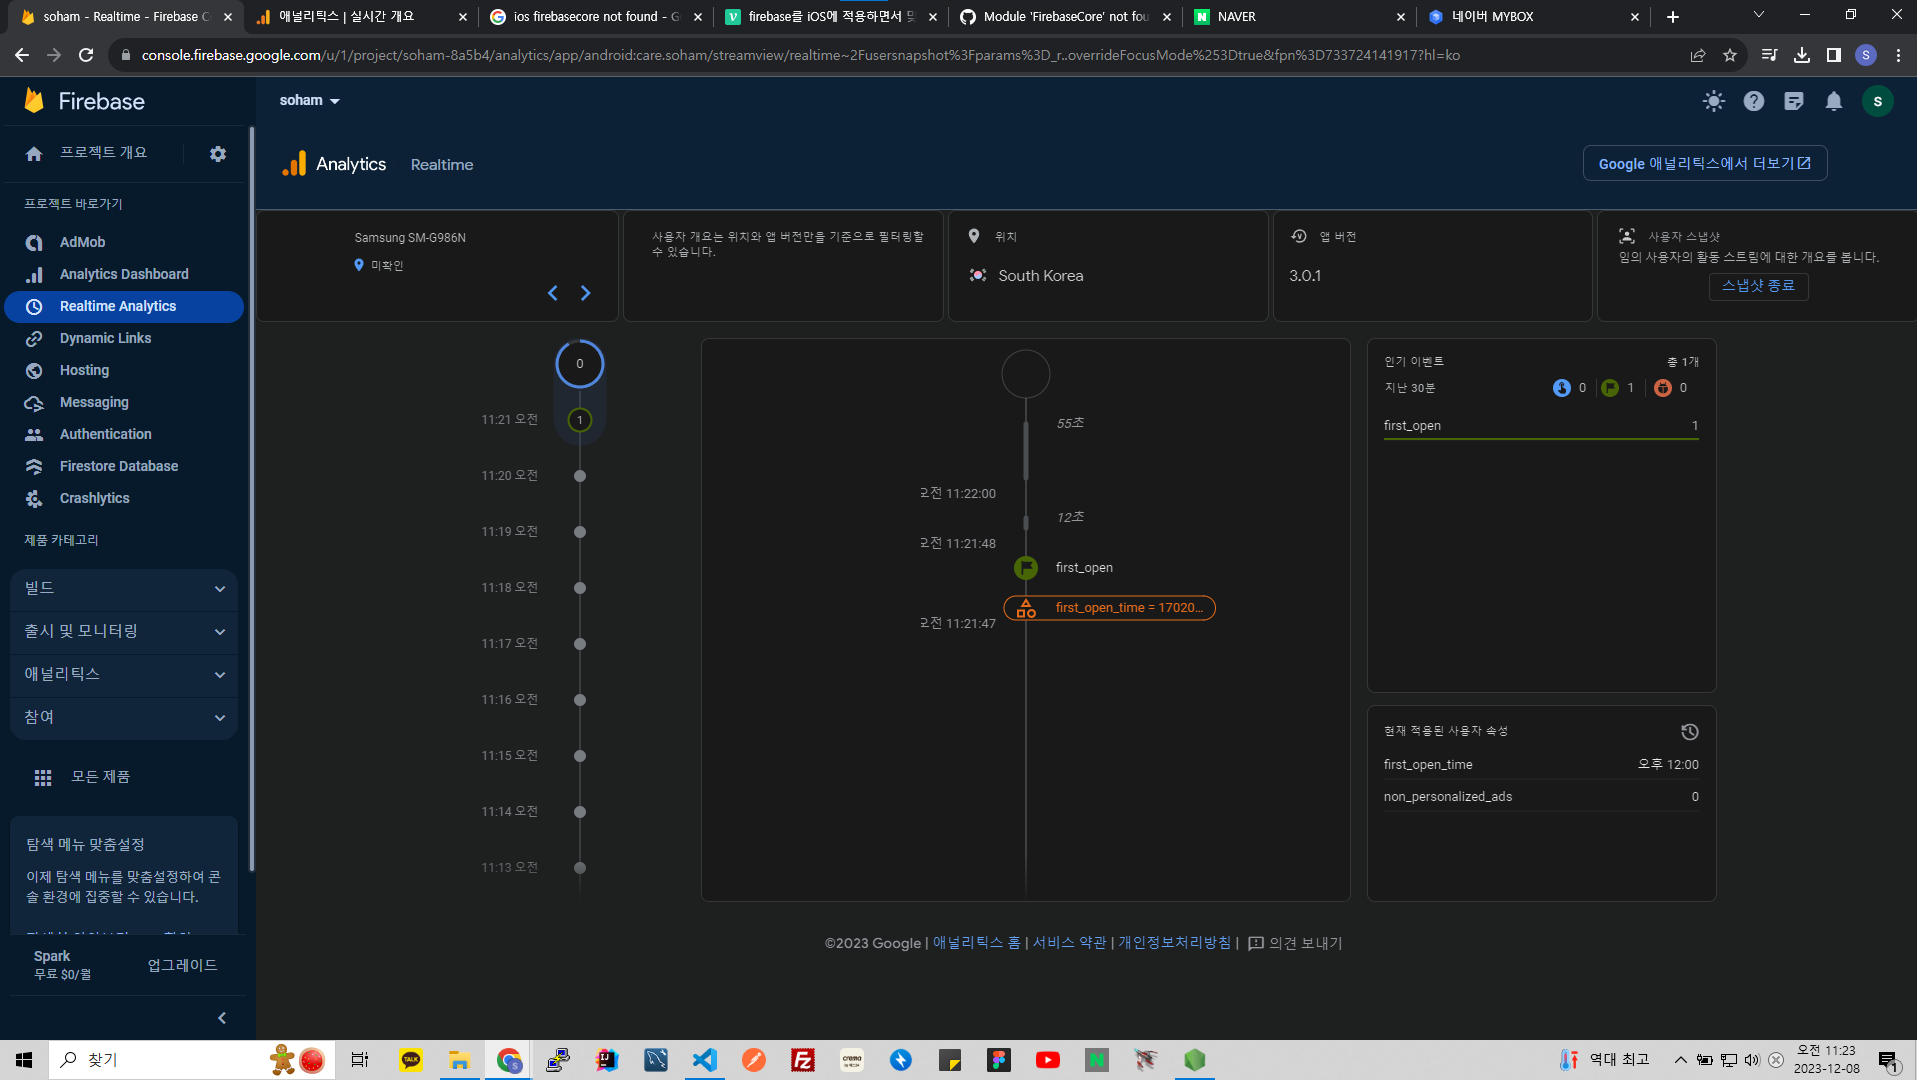 soham - Realtime - Firebase C
애널리틱스 | 실시간 개요
ios firebasecore not found - G
firebase를 iOS에 적용하면서 맞
Module 'FirebaseCore' not fou
NAVER
네이버 MYBOX
console.firebase.google.com/u/1/project/soham-8a5b4/analytics/app/android:care.soham/streamview/realtime~2Fusersnapshot%3Fparams%3D_r..overrideFocusMode%253Dtrue&fpn%3D733724141917?hl=ko
S
Firebase
soham
S
프로젝트 개요
Analytics
Realtime
Google 애널리틱스에서 더보기
프로젝트 바로가기
AdMob
Analytics Dashboard
Realtime Analytics
Dynamic Links
Hosting
Messaging
Authentication
Firestore Database
Crashlytics
제품 카테고리
빌드
출시 및 모니터링
애널리틱스
참여
모든 제품
탐색 메뉴 맞춤설정
이제 탐색 메뉴를 맞춤설정하여 콘
솔 환경에 집중할 수 있습니다.
Spark
무료 $0/월
업그레이드
Samsung SM-G986N
미확인
사용자 개요는 위치와 앱 버전만을 기준으로 필터링할
수 있습니다.
위치
South Korea
앱 버전
3.0.1
사용자 스냅샷
임의 사용자의 활동 스트림에 대한 개요를 봅니다.
스냅샷 종료
0
11:21 오전
1
11:20 오전
11:19 오전
11:18 오전
11:17 오전
11:16 오전
11:15 오전
11:14 오전
11:13 오전
55초
오전 11:22:00
12초
오전 11:21:48
first_open
first_open_time = 17020...
오전 11:21:47
인기 이벤트
총 1개
지난 30분
0
1
0
first_open
1
현재 적용된 사용자 속성
first_open_time
오후 12:00
non_personalized_ads
0
©2023 Google | 애널리틱스 홈 | 서비스 약관 | 개인정보처리방침 | 의견 보내기
찾기
TALK
역대 최고
오전 11:23
2023-12-08
1